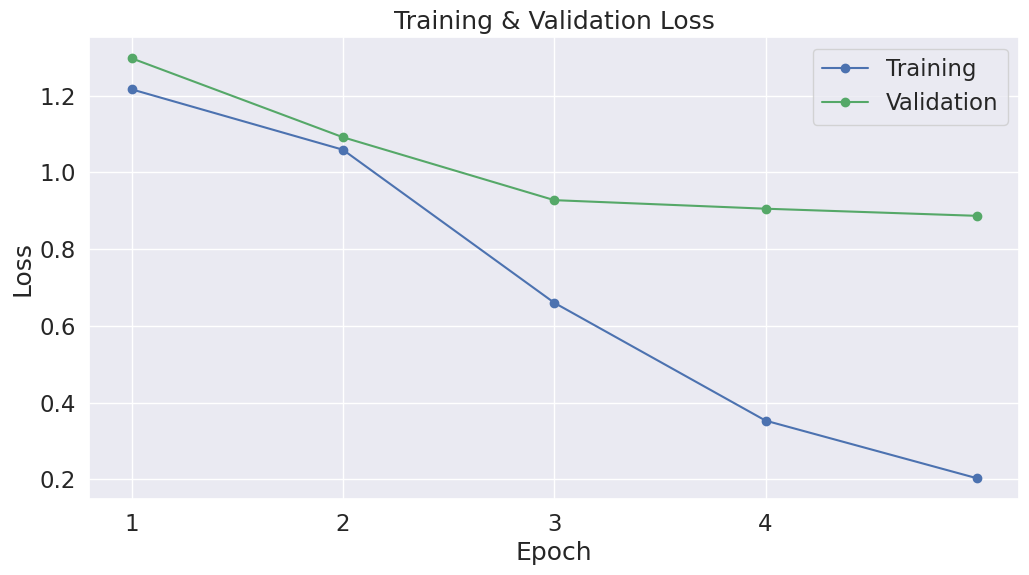 Training & Validation Loss
Training
Validation
Loss
1.2
1.0
0.8
0.6
0.4
0.2
1 2 3 4
Epoch